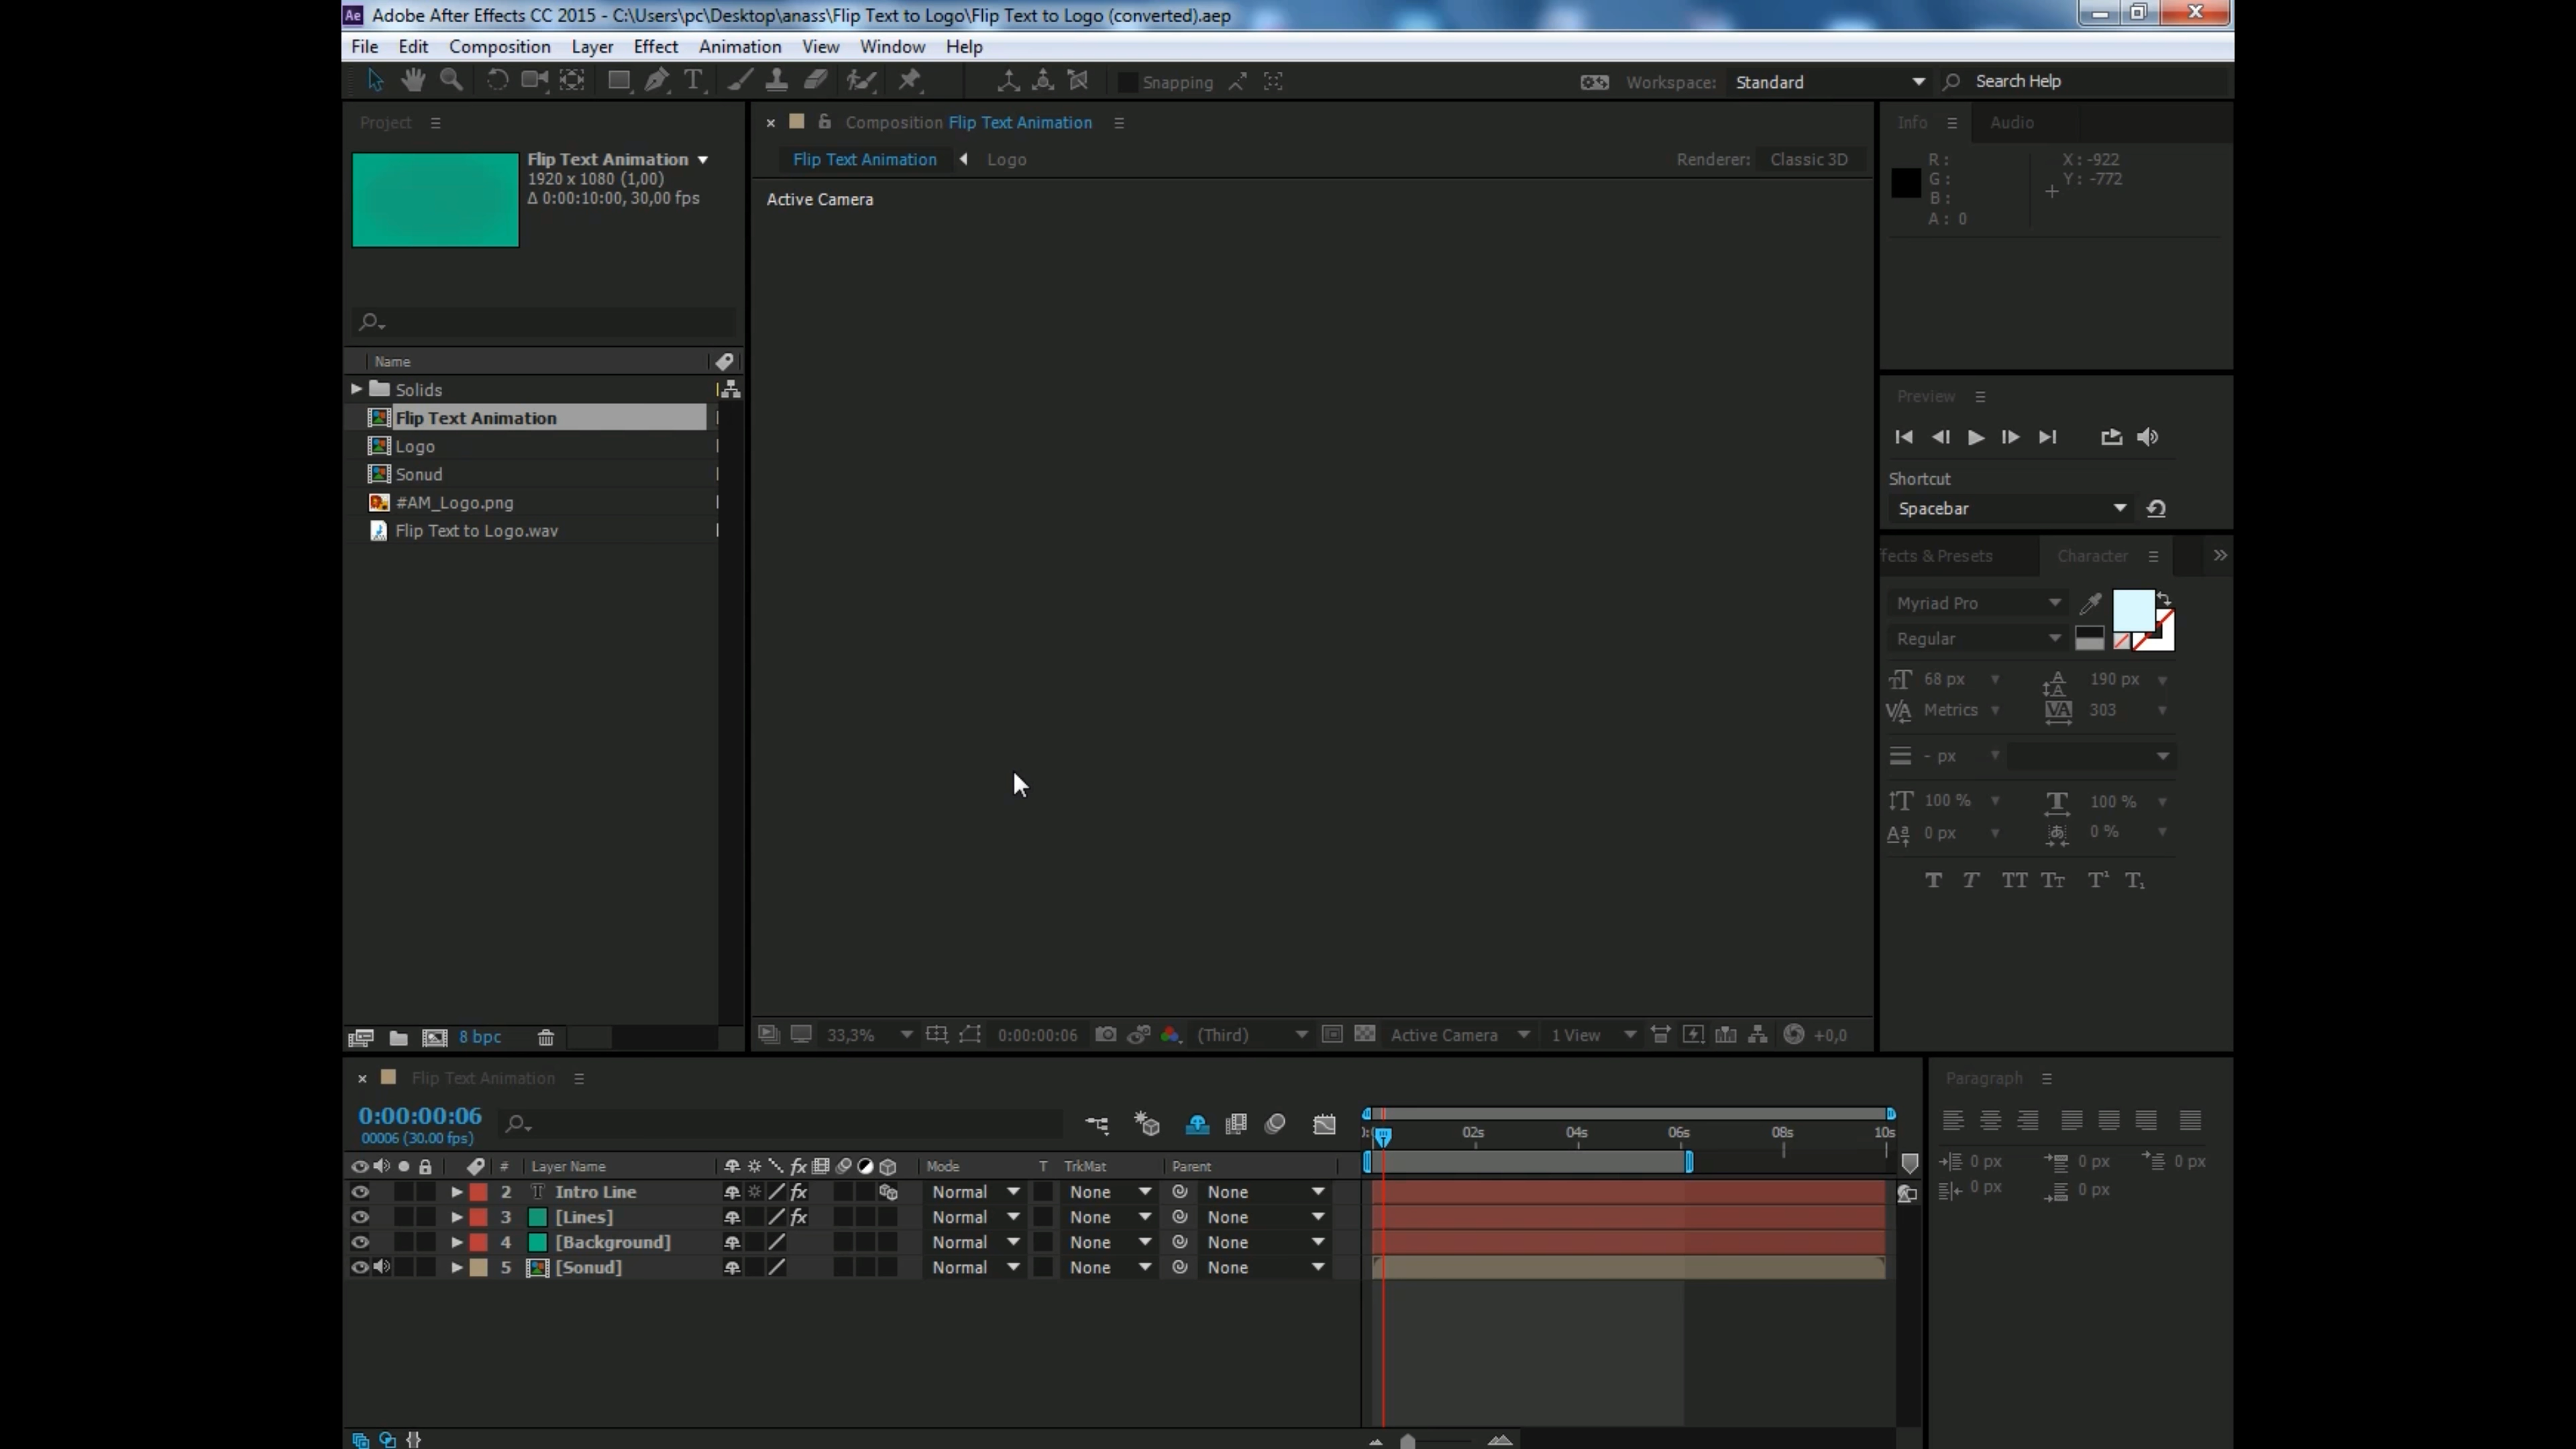 Adobe After Effects CC 2015 - C:\Users\pc\Desktop\anass\Flip Text to Logo\Flip Text to Logo (converted).aep
File Edit Composition Layer Effect Animation View Window Help
Snapping Workspace: Standard Search Help
Project
Flip Text Animation
1920 x 1080 (1,00)
Δ 0:00:10:00, 30,00 fps
Name
Solids
Flip Text Animation
Logo
Sonud
#AM_Logo.png
Flip Text to Logo.wav
8 bpc
Composition Flip Text Animation
Flip Text Animation Logo Renderer: Classic 3D
Active Camera
33,3% 0:00:00:06 (Third) Active Camera 1 View +0,0
Info Audio
R :
G :
B :
A : 0
X : -922
Y : -772
Preview
Shortcut
Spacebar
ffects & Presets Character
Myriad Pro
Regular
68 px 190 px
Metrics 303
- px
100 % 100 %
0 px 0 %
Flip Text Animation
0:00:00:06
00006 (30.00 fps)
02s 04s 06s 08s 10s
# Layer Name Mode T TrkMat Parent
2 Intro Line Normal None None
3 [Lines] Normal None None
4 [Background] Normal None None
5 [Sonud] Normal None None
Paragraph
0 px 0 px 0 px
0 px 0 px